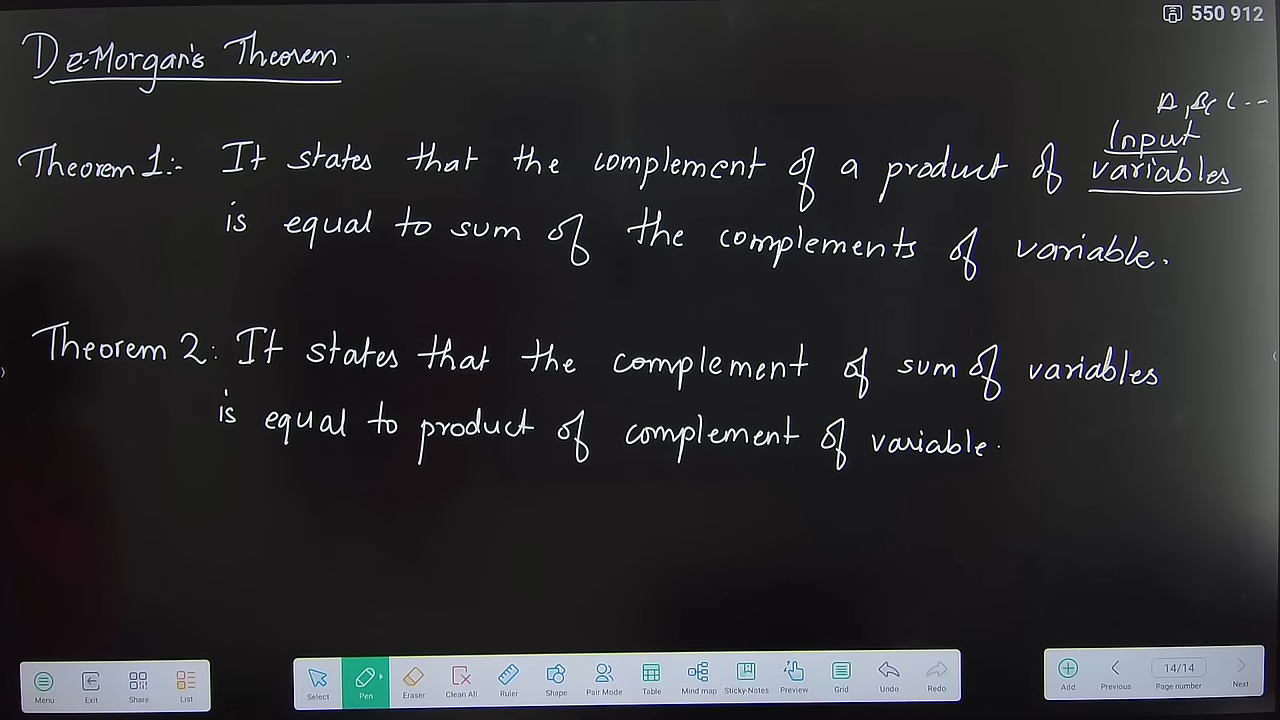 550 912
De-Morgan's Theorem.
A, B, C ---
Input
Theorem 1:- It states that the complement of a product of variables
is equal to sum of the complements of variable.
Theorem 2: It states that the complement of sum of variables
is equal to product of complement of variable.
Menu Exit Share List
Select Pen Eraser Clean All Ruler Shape Pair Mode Table Mind map Sticky-Notes Preview Grid Undo Redo
Add Previous 14/14 Page number Next